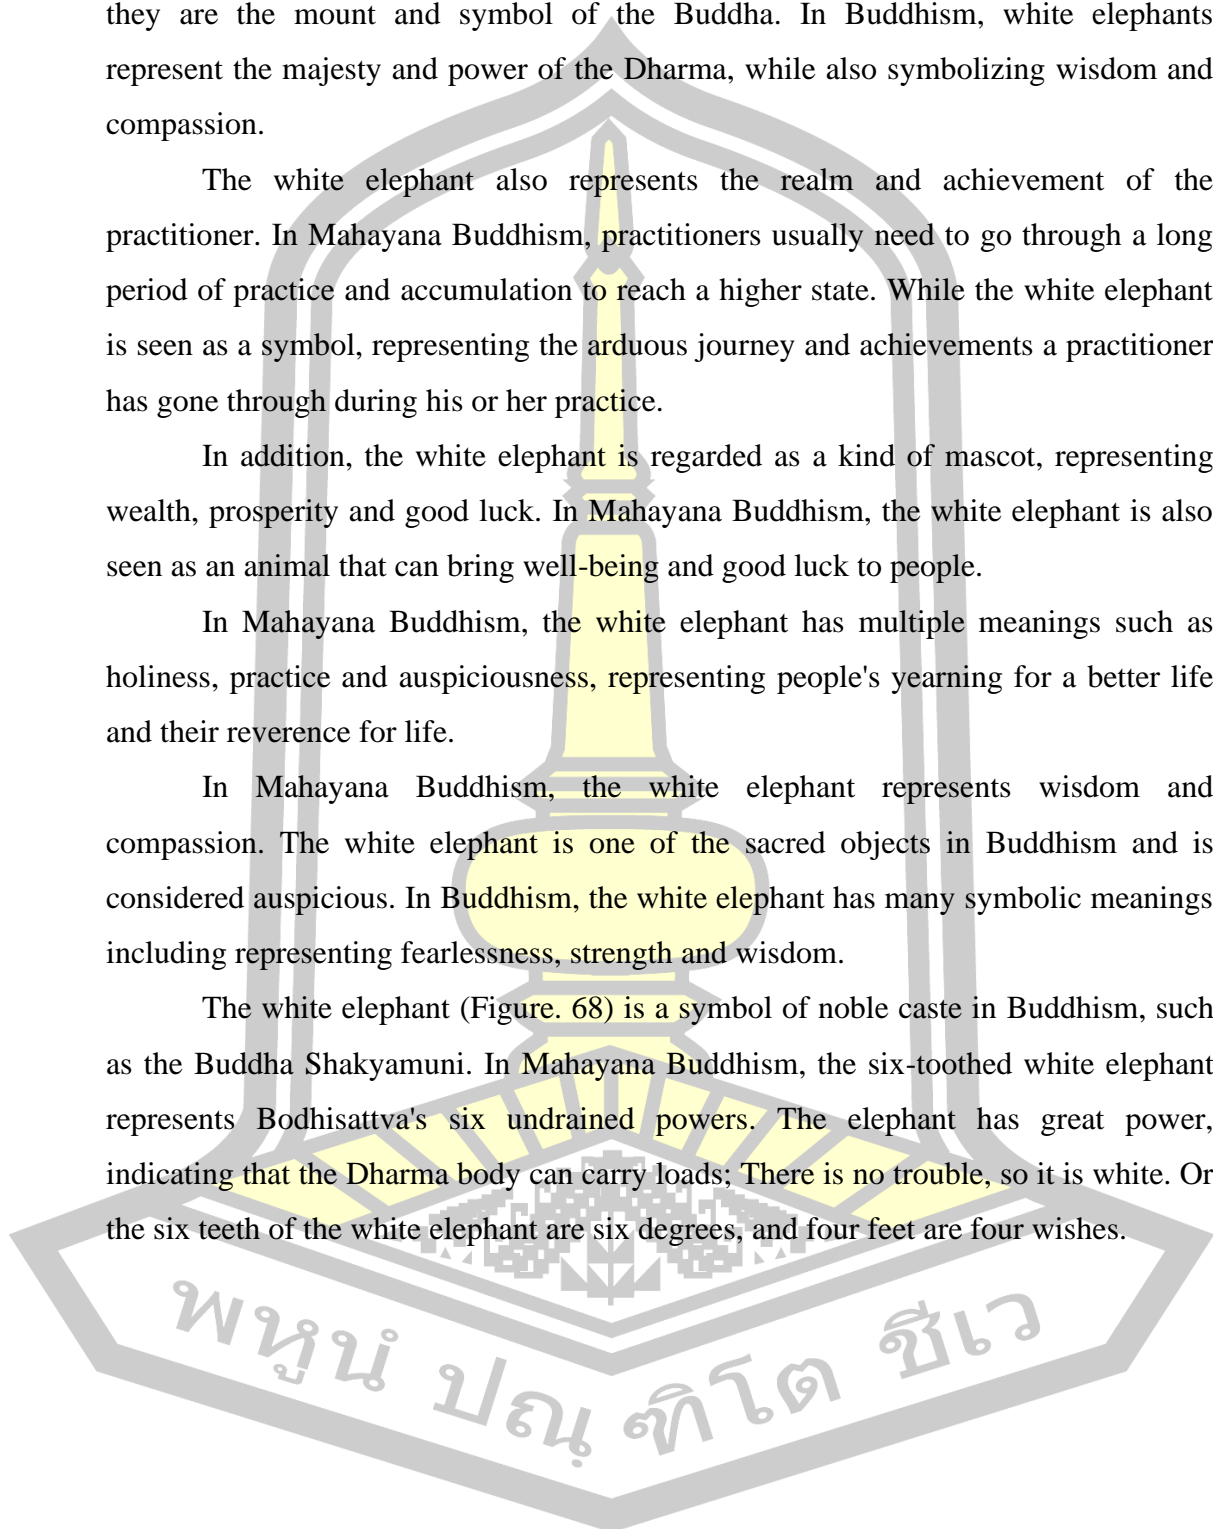 they are the mount and symbol of the Buddha. In Buddhism, white elephants
represent the majesty and power of the Dharma, while also symbolizing wisdom and
compassion.
The white elephant also represents the realm and achievement of the
practitioner. In Mahayana Buddhism, practitioners usually need to go through a long
period of practice and accumulation to reach a higher state. While the white elephant
is seen as a symbol, representing the arduous journey and achievements a practitioner
has gone through during his or her practice.
In addition, the white elephant is regarded as a kind of mascot, representing
wealth, prosperity and good luck. In Mahayana Buddhism, the white elephant is also
seen as an animal that can bring well-being and good luck to people.
In Mahayana Buddhism, the white elephant has multiple meanings such as
holiness, practice and auspiciousness, representing people's yearning for a better life
and their reverence for life.
In Mahayana Buddhism, the white elephant represents wisdom and
compassion. The white elephant is one of the sacred objects in Buddhism and is
considered auspicious. In Buddhism, the white elephant has many symbolic meanings
including representing fearlessness, strength and wisdom.
The white elephant (Figure. 68) is a symbol of noble caste in Buddhism, such
as the Buddha Shakyamuni. In Mahayana Buddhism, the six-toothed white elephant
represents Bodhisattva's six undrained powers. The elephant has great power,
indicating that the Dharma body can carry loads; There is no trouble, so it is white. Or
the six teeth of the white elephant are six degrees, and four feet are four wishes.
พหูนํ ปณฺฑิโต ชีเว